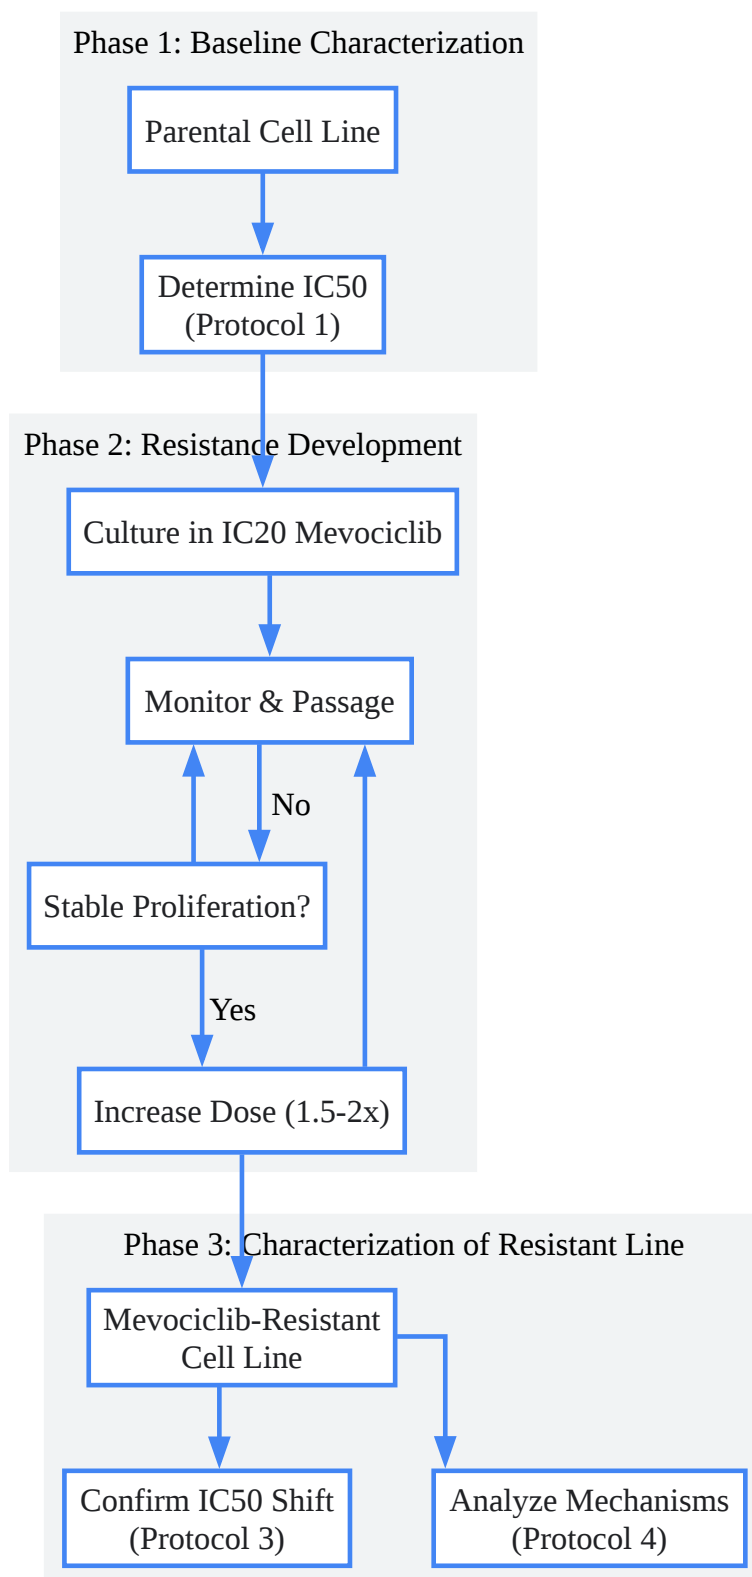 Phase 1: Baseline Characterization
Parental Cell Line
Determine IC50
(Protocol 1)
Phase 2: Resistance Development
Culture in IC20 Mevociclib
Monitor & Passage
No
Stable Proliferation?
Yes
Increase Dose (1.5-2x)
Phase 3: Characterization of Resistant Line
Mevociclib-Resistant
Cell Line
Confirm IC50 Shift
(Protocol 3)
Analyze Mechanisms
(Protocol 4)